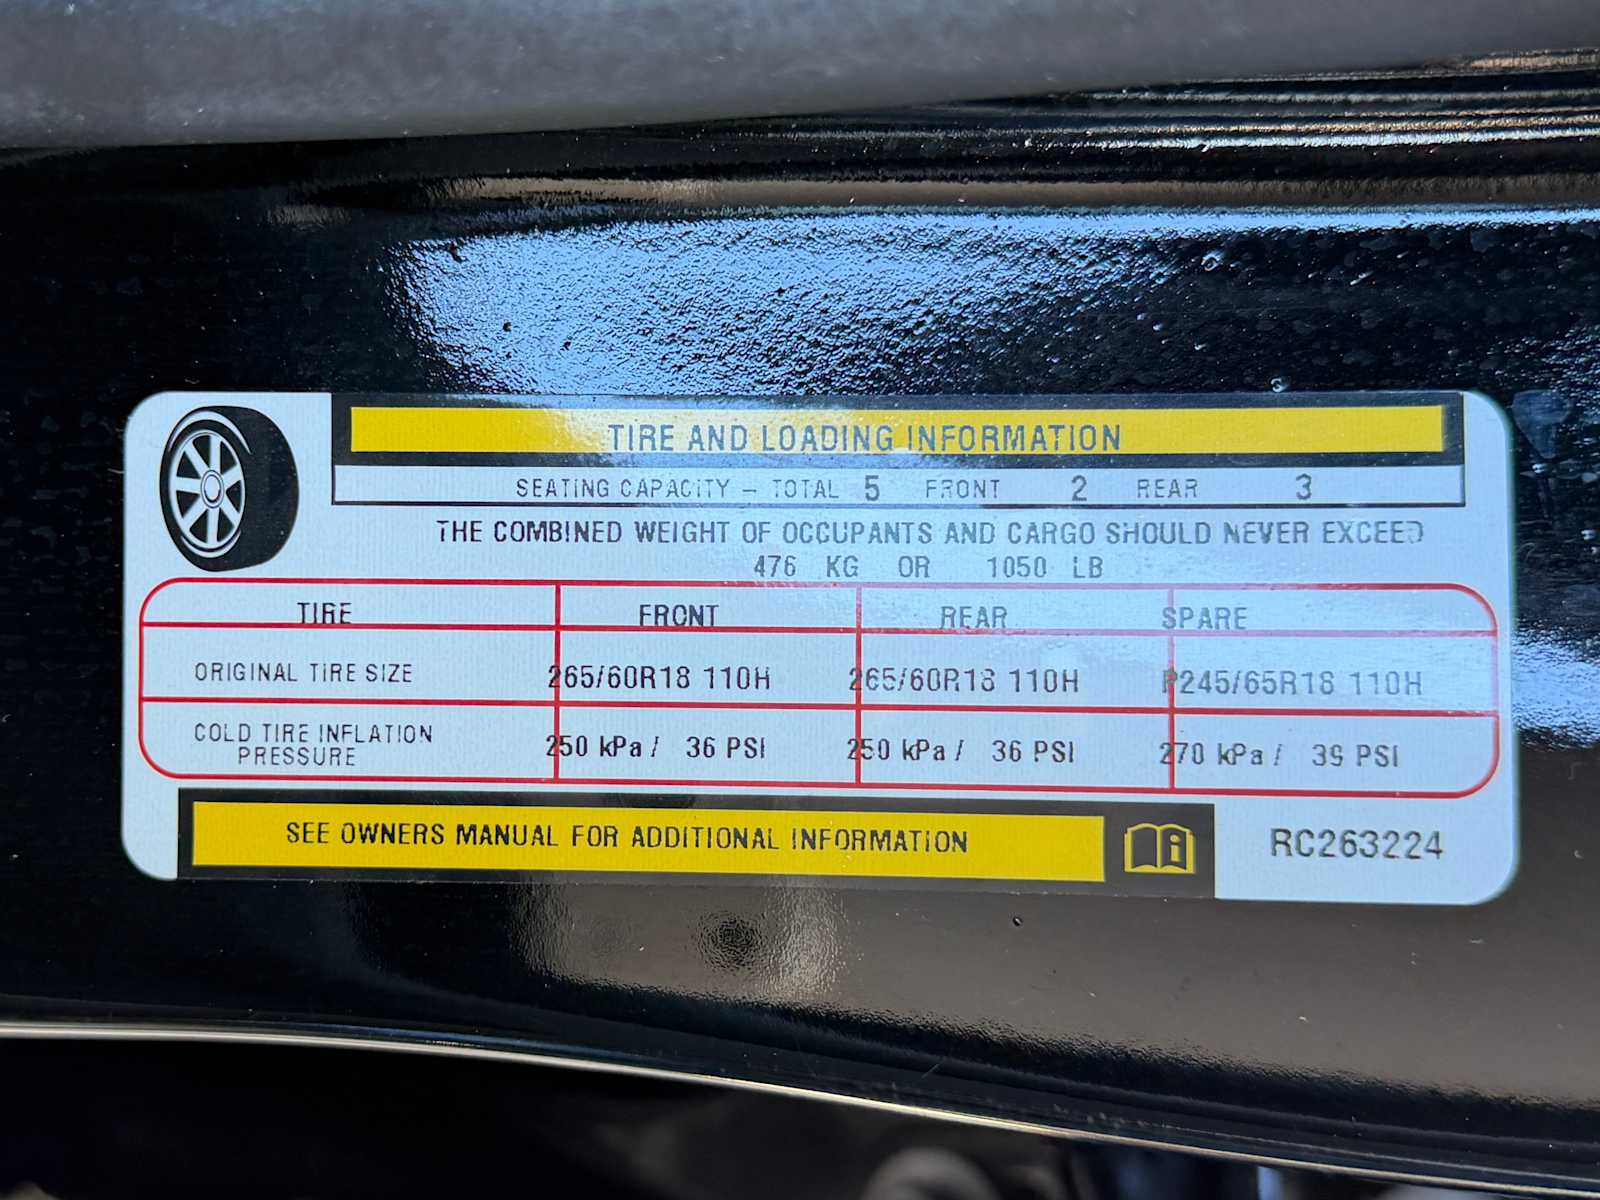 TIRE AND LOADING INFORMATION
SEATING CAPACITY – TOTAL 5 FRONT 2 REAR 3
THE COMBINED WEIGHT OF OCCUPANTS AND CARGO SHOULD NEVER EXCEED
476 KG OR 1050 LB
TIRE FRONT REAR SPARE
ORIGINAL TIRE SIZE 265/60R18 110H 265/60R18 110H P245/65R18 110H
COLD TIRE INFLATION
PRESSURE 250 kPa / 36 PSI 250 kPa / 36 PSI 270 kPa / 39 PSI
SEE OWNERS MANUAL FOR ADDITIONAL INFORMATION i RC263224